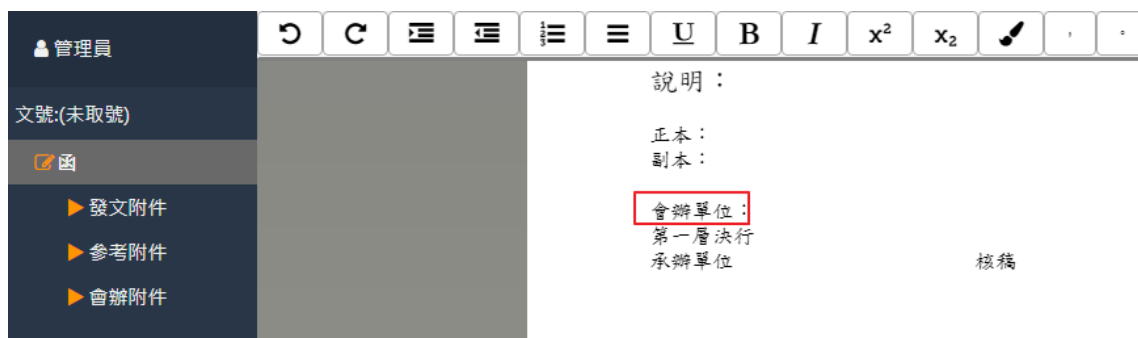 管理員
文號:(未取號)
函
發文附件
參考附件
會辦附件
U B I x² x₂ , 。
說明：
正本：
副本：
會辦單位：
第一層決行
承辦單位 核稿